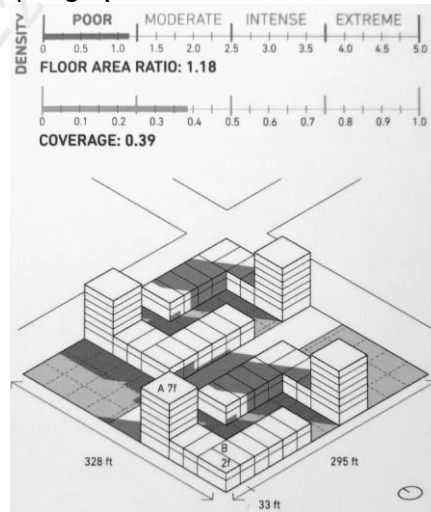 DENSITY
POOR MODERATE INTENSE EXTREME
0 0.5 1.0 1.5 2.0 2.5 3.0 3.5 4.0 4.5 5.0
FLOOR AREA RATIO: 1.18
0 0.1 0.2 0.3 0.4 0.5 0.6 0.7 0.8 0.9 1.0
COVERAGE: 0.39
A 7f
B
2f
328 ft
295 ft
33 ft